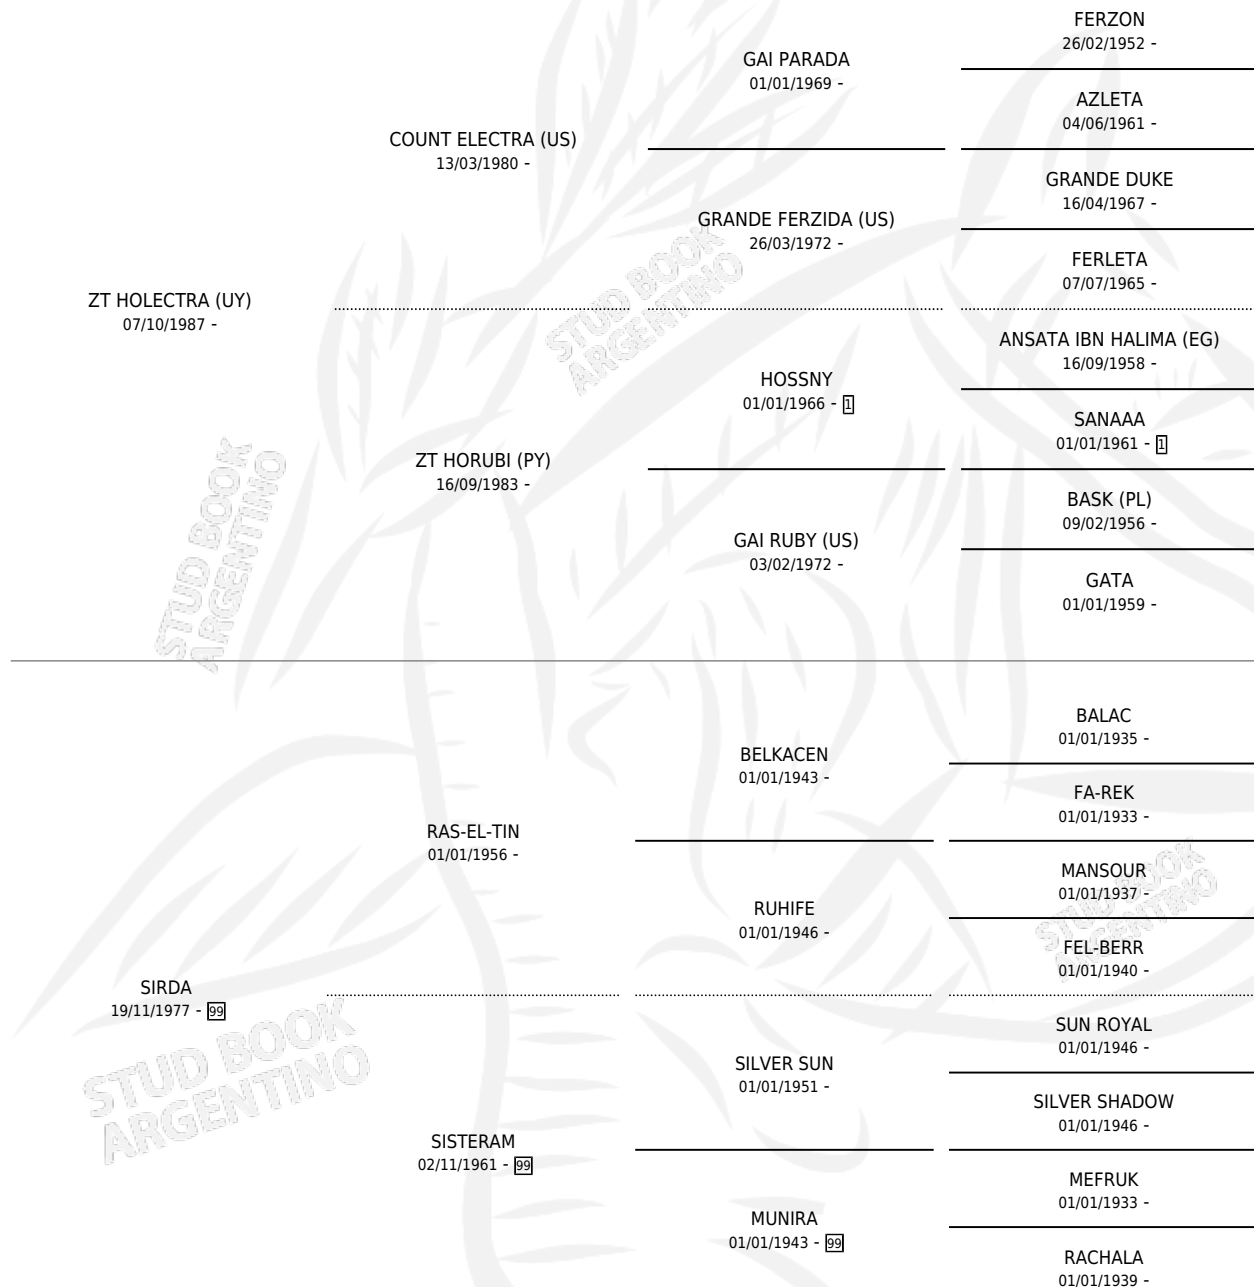 FERZON
26/02/1952 -
GAI PARADA
01/01/1969 -
AZLETA
04/06/1961 -
COUNT ELECTRA (US)
13/03/1980 -
GRANDE DUKE
16/04/1967 -
GRANDE FERZIDA (US)
26/03/1972 -
FERLETA
07/07/1965 -
ZT HOLECTRA (UY)
07/10/1987 -
ANSATA IBN HALIMA (EG)
16/09/1958 -
HOSSNY
01/01/1966 - 1
SANAAA
01/01/1961 - 1
ZT HORUBI (PY)
16/09/1983 -
BASK (PL)
09/02/1956 -
GAI RUBY (US)
03/02/1972 -
GATA
01/01/1959 -
BALAC
01/01/1935 -
BELKACEN
01/01/1943 -
FA-REK
01/01/1933 -
RAS-EL-TIN
01/01/1956 -
MANSOUR
01/01/1937 -
RUHIFE
01/01/1946 -
FEL-BERR
01/01/1940 -
SIRDA
19/11/1977 - 99
SUN ROYAL
01/01/1946 -
SILVER SUN
01/01/1951 -
SILVER SHADOW
01/01/1946 -
SISTERAM
02/11/1961 - 99
MEFRUK
01/01/1933 -
MUNIRA
01/01/1943 - 99
RACHALA
01/01/1939 -
STUD BOOK
ARGENTINO
STUD BOOK
ARGENTINO
STUD BOOK
ARGENTINO
STUD BOOK
ARGENTINO